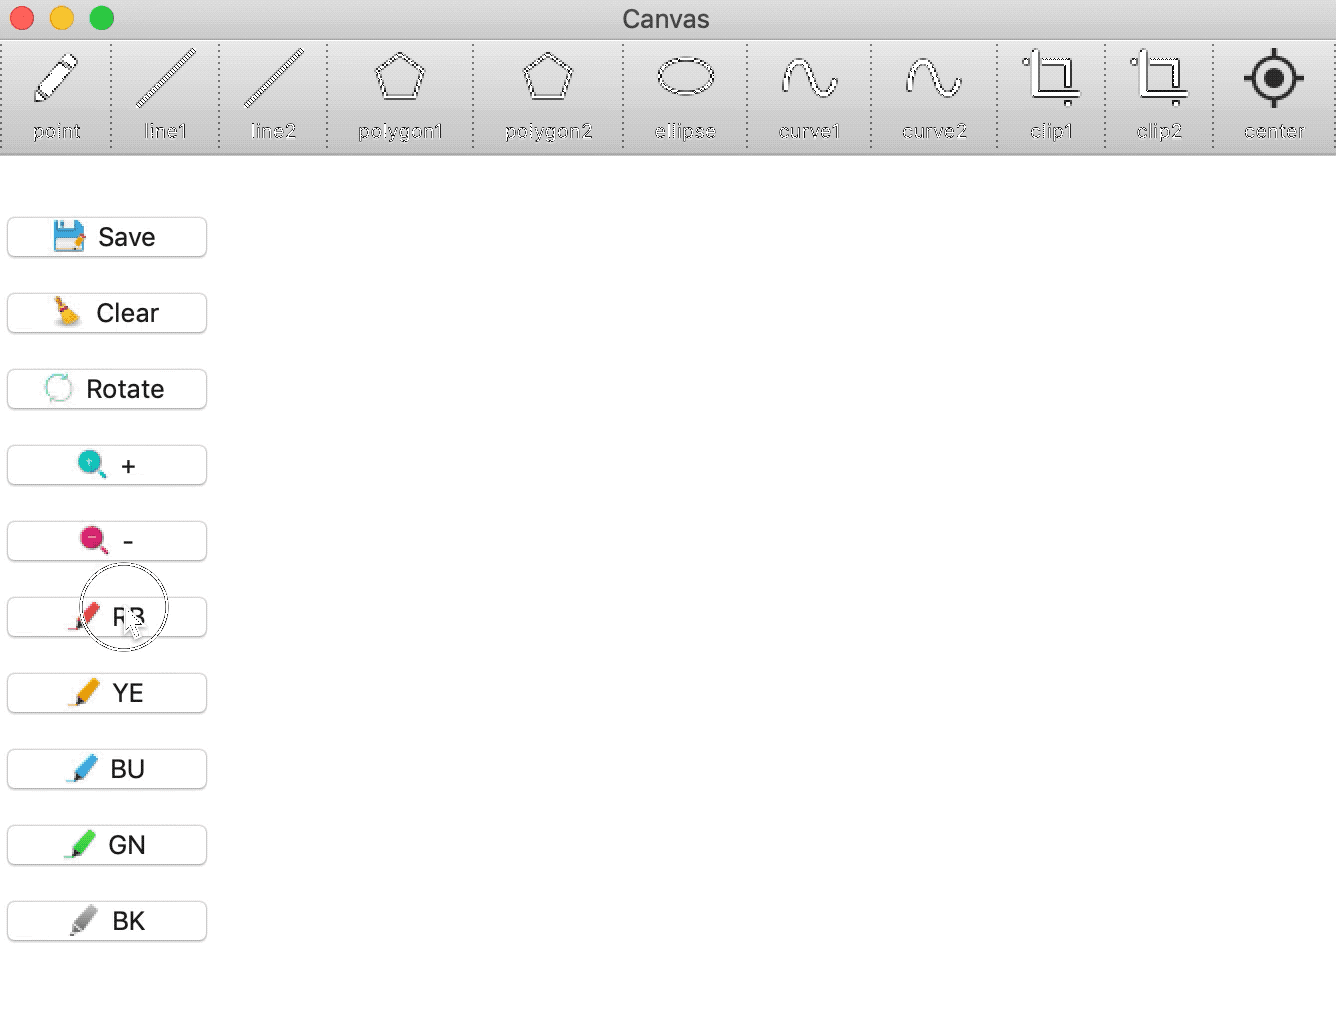 Canvas
point line1 line2 polygon1 polygon2 ellipse curve1 curve2 clip1 clip2 center
Save
Clear
Rotate
+
-
RB
YE
BU
GN
BK